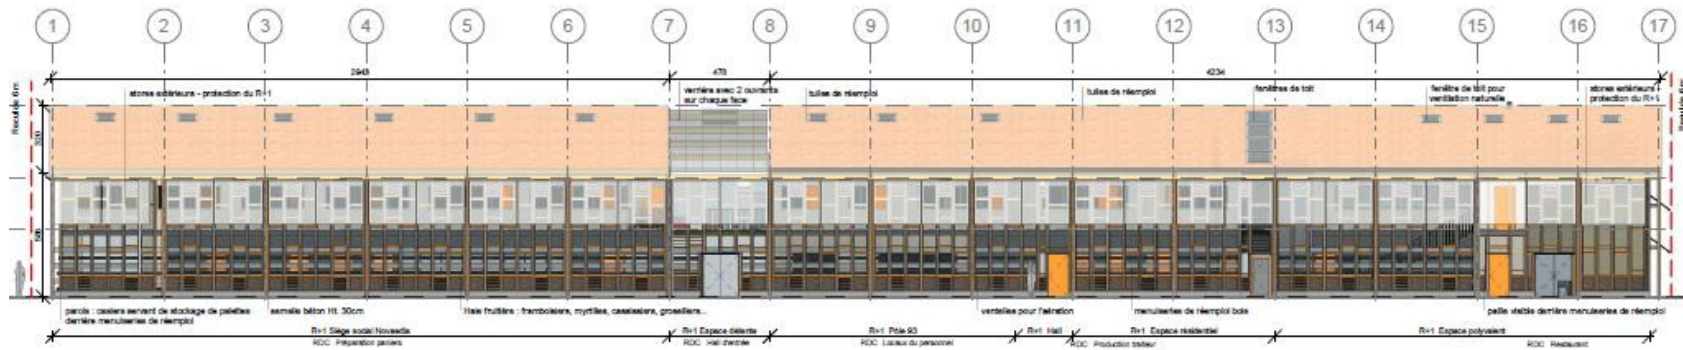 1 2 3 4 5 6 7 8 9 10 11 12 13 14 15 16 17
2943 478 4234
Recul de 6m
stores extérieurs - protection du R+1
verrière avec 2 ouvrants
sur chaque face
tuiles de réemploi
tuiles de réemploi
fenêtres de toit
fenêtre de toit pour
ventilation naturelle
stores extérieurs
protection du R+1
parois : casiers servant de stockage de palettes
derrière menuiseries de réemploi
semelle béton Ht. 30cm
Haie fruitière : framboisiers, myrtilles, cassissiers, groseillers...
ventelles pour l'aération
menuiseries de réemploi bois
paille visible derrière menuiseries de réemploi
R+1 Siège social Novaedia
RDC Préparation paniers
R+1 Espace détente
RDC Hall d'entrée
R+1 Pôle 93
RDC Locaux du personnel
R+1 Hall
R+1 Espace résidentiel
RDC Production traiteur
R+1 Espace polyvalent
RDC Restaurant